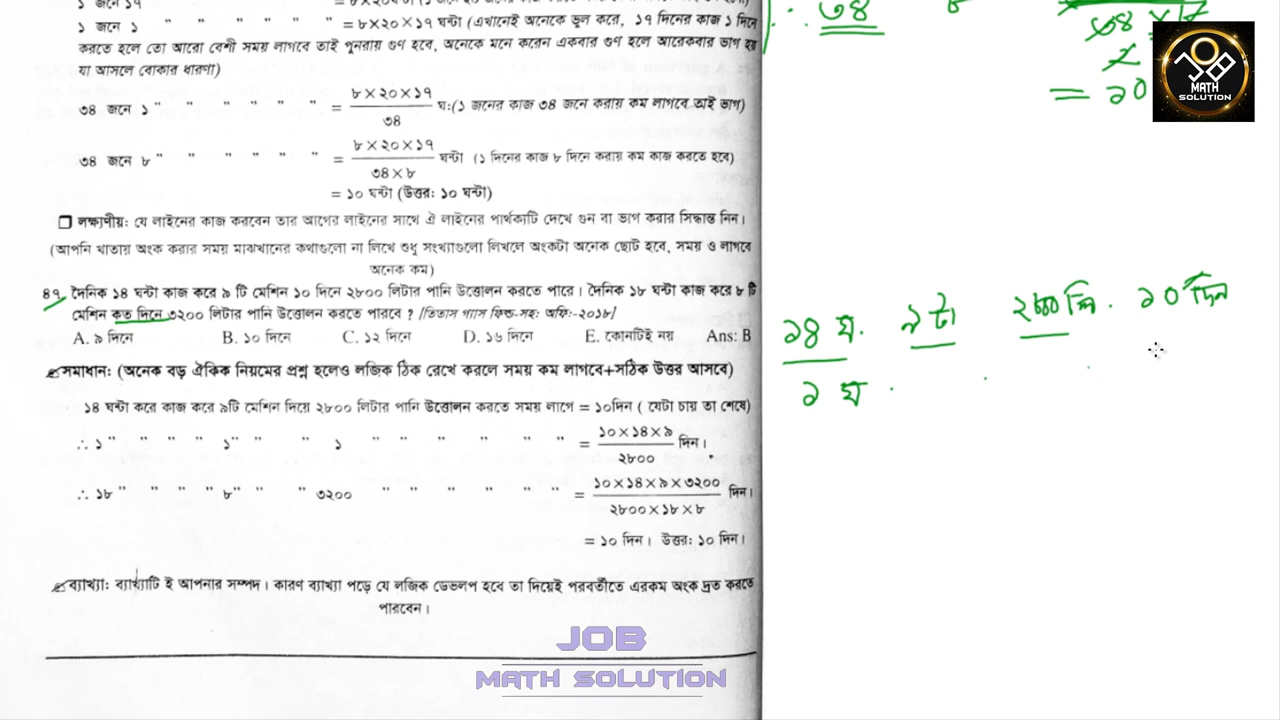 ১ জনে ১ " " " " " " = ৮×২০×১৭ ঘন্টা (এখানেই অনেকে ভুল করে, ১৭ দিনের কাজ ১ দিনে
করতে হলে তো আরো বেশী সময় লাগবে তাই পুনরায় গুণ হবে, অনেকে মনে করেন একবার গুণ হলে আরেকবার ভাগ হয়
যা আসলে বোকার ধারণা)
৩৪ জনে ১ " " " " " " = ৮×২০×১৭/৩৪ ঘ:(১ জনের কাজ ৩৪ জনে করায় কম লাগবে তাই ভাগ)
৩৪ জনে ৮ " " " " " " = ৮×২০×১৭/৩৪×৮ ঘন্টা (১ দিনের কাজ ৮ দিনে করায় কম কাজ করতে হবে)
= ১০ ঘন্টা (উত্তর: ১০ ঘন্টা)
❒ লক্ষ্যণীয়: যে লাইনের কাজ করবেন তার আগের লাইনের সাথে ঐ লাইনের পার্থক্যটি দেখে গুন বা ভাগ করার সিদ্ধান্ত নিন।
(আপনি খাতায় অংক করার সময় মাঝখানের কথাগুলো না লিখে শুধু সংখ্যাগুলো লিখলে অংকটা অনেক ছোট হবে, সময় ও লাগবে
অনেক কম)
৪৭. দৈনিক ১৪ ঘন্টা কাজ করে ৯ টি মেশিন ১০ দিনে ২৮০০ লিটার পানি উত্তোলন করতে পারে। দৈনিক ১৮ ঘন্টা কাজ করে ৮ টি
মেশিন কত দিনে ৩২০০ লিটার পানি উত্তোলন করতে পারবে ? [তিতাস গ্যাস ফিল্ড-সহ: অফি:-২০১৮]
A. ৯ দিনে B. ১০ দিনে C. ১২ দিনে D. ১৬ দিনে E. কোনটিই নয় Ans: B
✍সমাধান: (অনেক বড় ঐকিক নিয়মের প্রশ্ন হলেও লজিক ঠিক রেখে করলে সময় কম লাগবে+সঠিক উত্তর আসবে)
১৪ ঘন্টা করে কাজ করে ৯টি মেশিন দিয়ে ২৮০০ লিটার পানি উত্তোলন করতে সময় লাগে = ১০দিন ( যেটা চায় তা শেষে)
∴ ১ " " " " ১" " " ১ " " " " " " = ১০×১৪×৯/২৮০০ দিন।
∴ ১৮ " " " " ৮" " " ৩২০০ " " " " " " = ১০×১৪×৯×৩২০০/২৮০০×১৮×৮ দিন।
= ১০ দিন। উত্তর: ১০ দিন।
✍ব্যাখ্যা: ব্যাখ্যাটি ই আপনার সম্পদ। কারণ ব্যাখ্যা পড়ে যে লজিক ডেভলপ হবে তা দিয়েই পরবর্তীতে এরকম অংক দ্রুত করতে
পারবেন।
JOB
MATH SOLUTION
∴ ৩৪ ৮
= ১০
MATH
SOLUTION
১৪ ঘ. ৯ টা ২৮০০ লি. ১০ দিন
১ ঘ